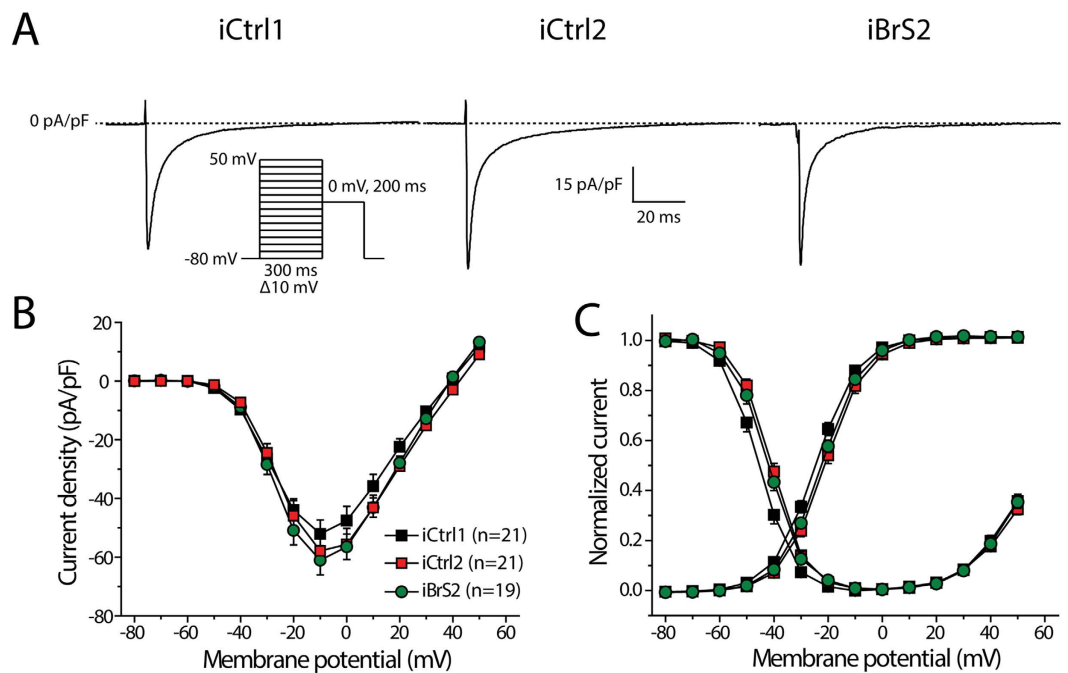 A
iCtrl1
iCtrl2
iBrS2
0 pA/pF
50 mV
0 mV, 200 ms
-80 mV
300 ms
Δ10 mV
15 pA/pF
20 ms
B
20
0
-20
-40
-60
-80
Current density (pA/pF)
iCtrl1 (n=21)
iCtrl2 (n=21)
iBrS2 (n=19)
-80 -60 -40 -20 0 20 40 60
Membrane potential (mV)
C
1.0
0.8
0.6
0.4
0.2
0.0
Normalized current
-80 -60 -40 -20 0 20 40 60
Membrane potential (mV)